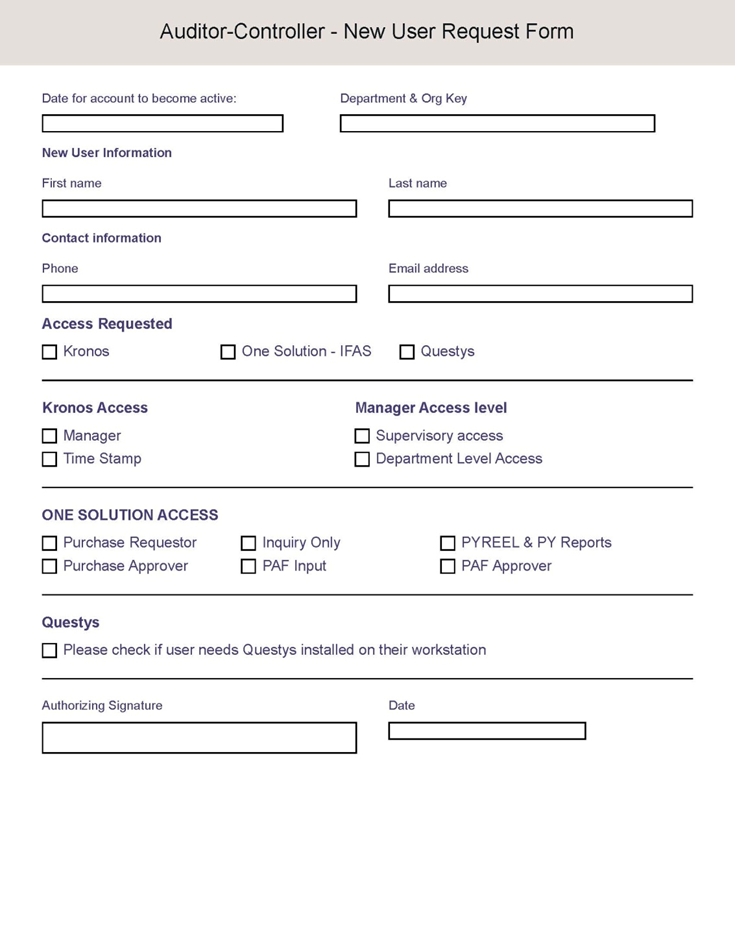 Auditor-Controller - New User Request Form
Date for account to become active: Department & Org Key
New User Information
First name Last name
Contact information
Phone Email address
Access Requested
Kronos One Solution - IFAS Questys
Kronos Access Manager Access level
Manager Supervisory access
Time Stamp Department Level Access
ONE SOLUTION ACCESS
Purchase Requestor Inquiry Only PYREEL & PY Reports
Purchase Approver PAF Input PAF Approver
Questys
Please check if user needs Questys installed on their workstation
Authorizing Signature Date